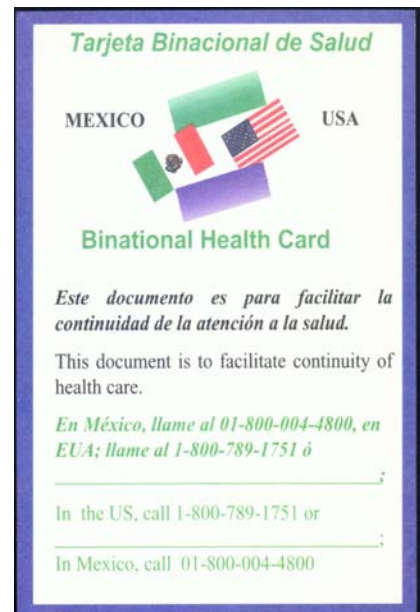 Tarjeta Binacional de Salud
MEXICO USA
Binational Health Card
Este documento es para facilitar la
continuidad de la atención a la salud.
This document is to facilitate continuity of
health care.
En México, llame al 01-800-004-4800, en
EUA; llame al 1-800-789-1751 ó
____________________;
In the US, call 1-800-789-1751 or
____________________;
In Mexico, call 01-800-004-4800